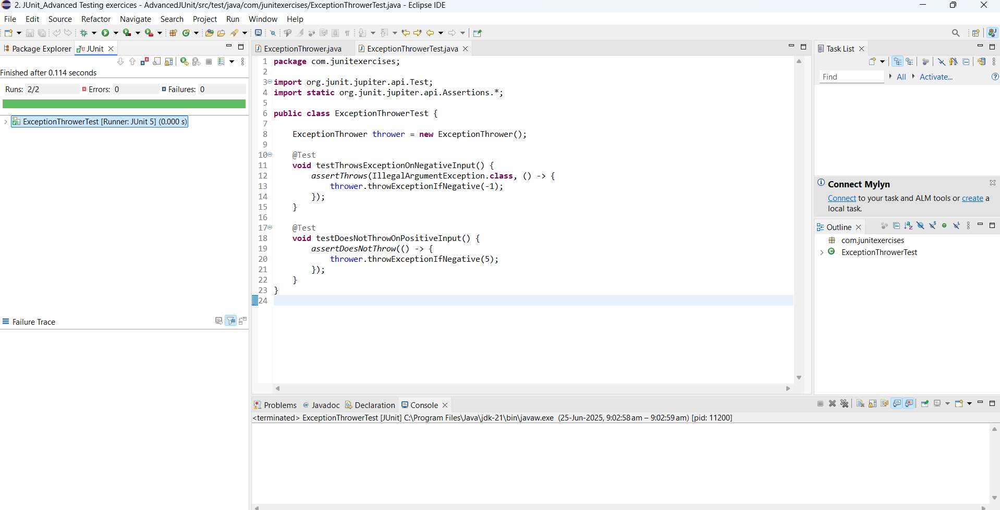 2. JUnit_Advanced Testing exercices - AdvancedJUnit/src/test/java/com/junitexercises/ExceptionThrowerTest.java - Eclipse IDE
File Edit Source Refactor Navigate Search Project Run Window Help
Package Explorer JUnit
Finished after 0.114 seconds
Runs: 2/2 Errors: 0 Failures: 0
ExceptionThrowerTest [Runner: JUnit 5] (0.000 s)
Failure Trace
ExceptionThrower.java ExceptionThrowerTest.java
1 package com.junitexercises;
2
3 import org.junit.jupiter.api.Test;
4 import static org.junit.jupiter.api.Assertions.*;
5
6 public class ExceptionThrowerTest {
7
8 ExceptionThrower thrower = new ExceptionThrower();
9
10 @Test
11 void testThrowsExceptionOnNegativeInput() {
12 assertThrows(IllegalArgumentException.class, () -> {
13 thrower.throwExceptionIfNegative(-1);
14 });
15 }
16
17 @Test
18 void testDoesNotThrowOnPositiveInput() {
19 assertDoesNotThrow(() -> {
20 thrower.throwExceptionIfNegative(5);
21 });
22 }
23 }
24
Task List
Find All Activate...
Connect Mylyn
Connect to your task and ALM tools or create a
local task.
Outline
com.junitexercises
ExceptionThrowerTest
Problems Javadoc Declaration Console
<terminated> ExceptionThrowerTest [JUnit] C:\Program Files\Java\jdk-21\bin\javaw.exe (25-Jun-2025, 9:02:58 am – 9:02:59 am) [pid: 11200]